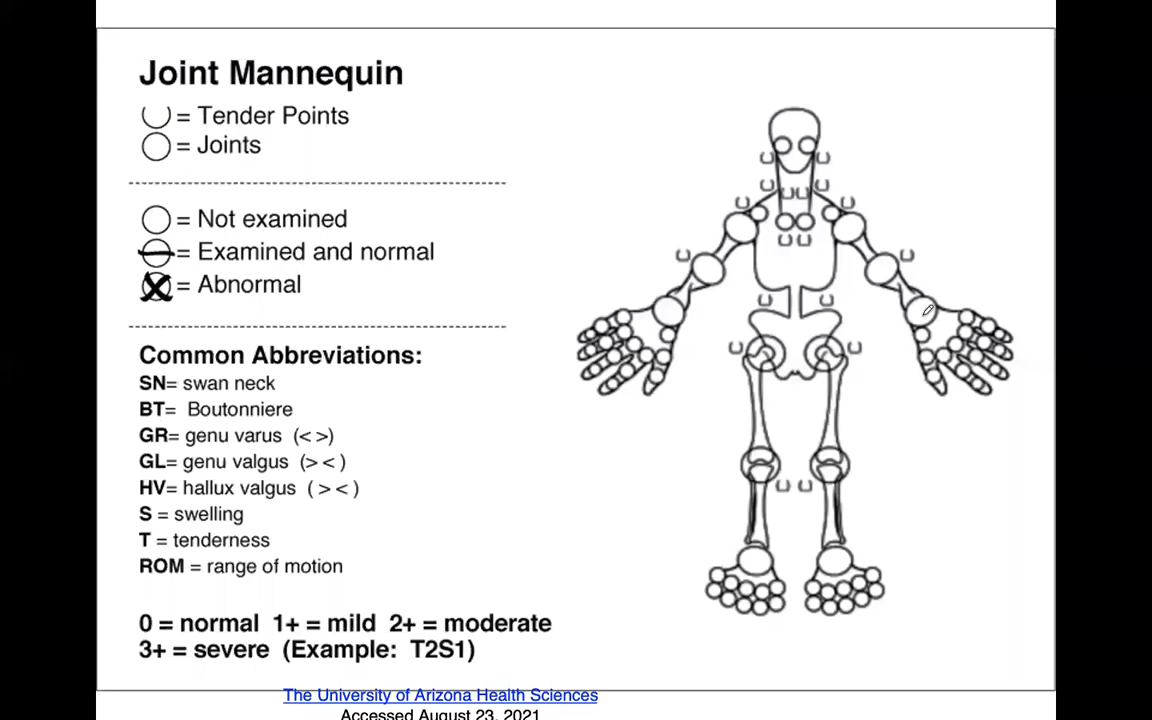 Joint Mannequin
= Tender Points
= Joints
= Not examined
= Examined and normal
= Abnormal
Common Abbreviations:
SN= swan neck
BT= Boutonniere
GR= genu varus (< >)
GL= genu valgus (> < )
HV= hallux valgus ( > < )
S = swelling
T = tenderness
ROM = range of motion
0 = normal 1+ = mild 2+ = moderate
3+ = severe (Example: T2S1)
The University of Arizona Health Sciences
Accessed August 23, 2021